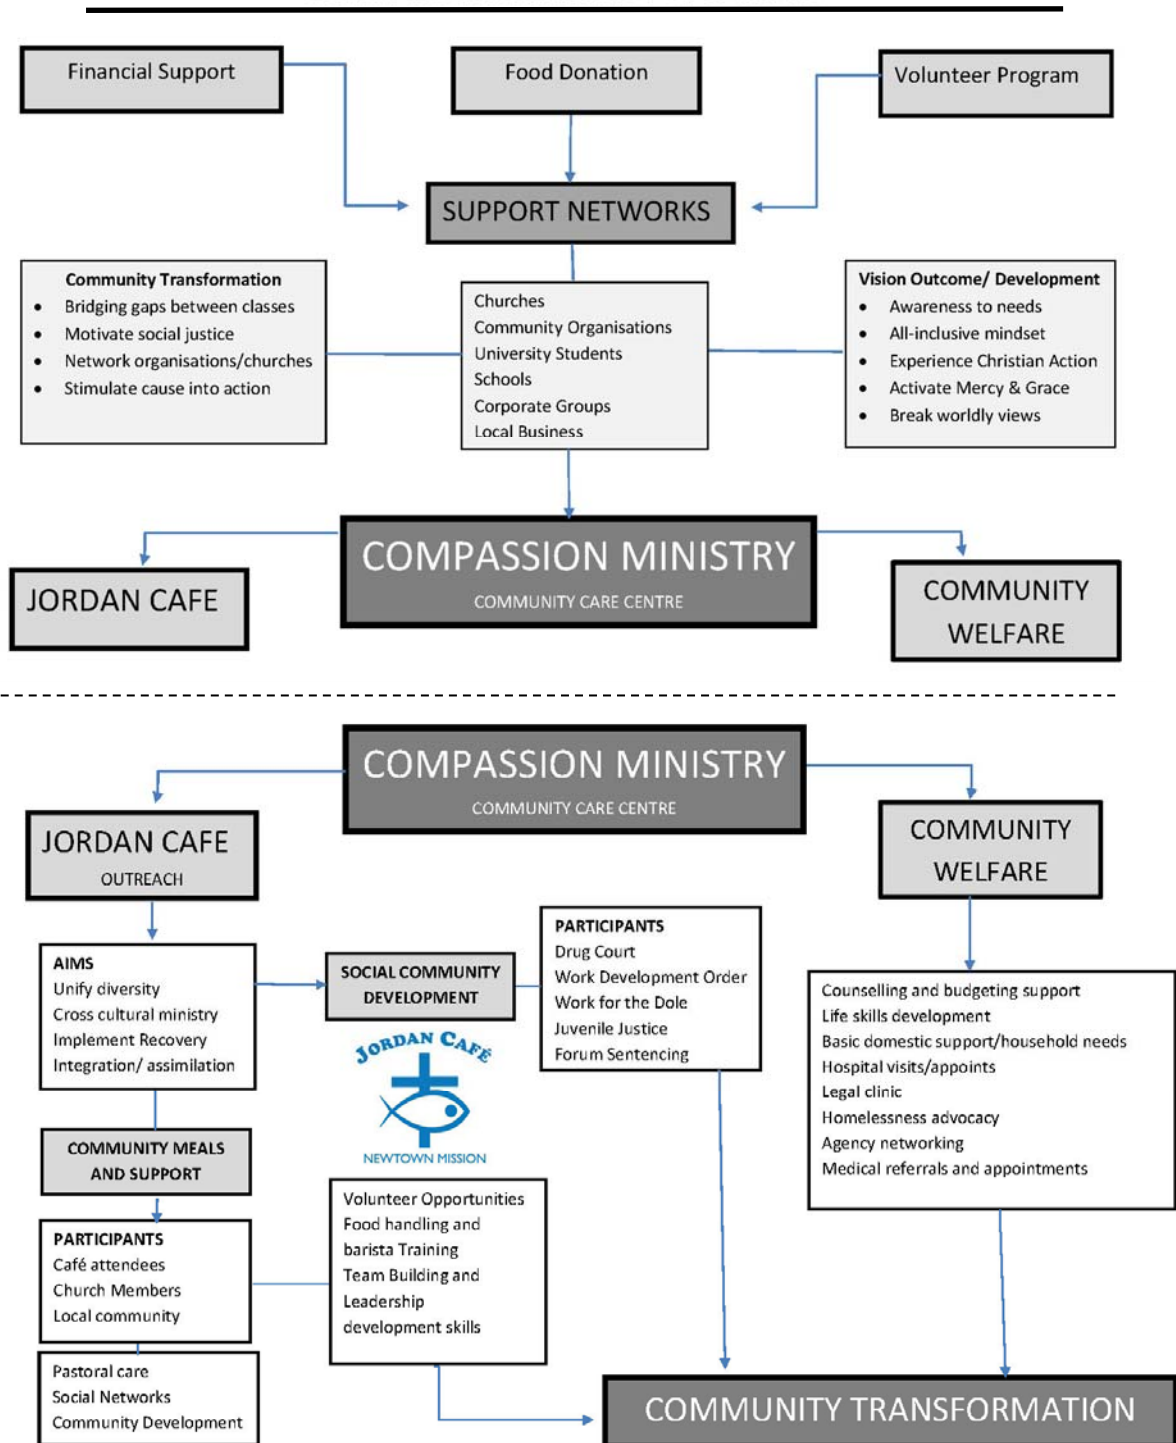 Financial Support
Food Donation
Volunteer Program
SUPPORT NETWORKS
Community Transformation
• Bridging gaps between classes
• Motivate social justice
• Network organisations/churches
• Stimulate cause into action
Churches
Community Organisations
University Students
Schools
Corporate Groups
Local Business
Vision Outcome/ Development
• Awareness to needs
• All-inclusive mindset
• Experience Christian Action
• Activate Mercy & Grace
• Break worldly views
COMPASSION MINISTRY
COMMUNITY CARE CENTRE
JORDAN CAFE
COMMUNITY
WELFARE
COMPASSION MINISTRY
COMMUNITY CARE CENTRE
JORDAN CAFE
OUTREACH
COMMUNITY
WELFARE
AIMS
Unify diversity
Cross cultural ministry
Implement Recovery
Integration/ assimilation
SOCIAL COMMUNITY
DEVELOPMENT
PARTICIPANTS
Drug Court
Work Development Order
Work for the Dole
Juvenile Justice
Forum Sentencing
Counselling and budgeting support
Life skills development
Basic domestic support/household needs
Hospital visits/appoints
Legal clinic
Homelessness advocacy
Agency networking
Medical referrals and appointments
JORDAN CAFÉ
NEWTOWN MISSION
COMMUNITY MEALS
AND SUPPORT
PARTICIPANTS
Café attendees
Church Members
Local community
Volunteer Opportunities
Food handling and
barista Training
Team Building and
Leadership
development skills
Pastoral care
Social Networks
Community Development
COMMUNITY TRANSFORMATION